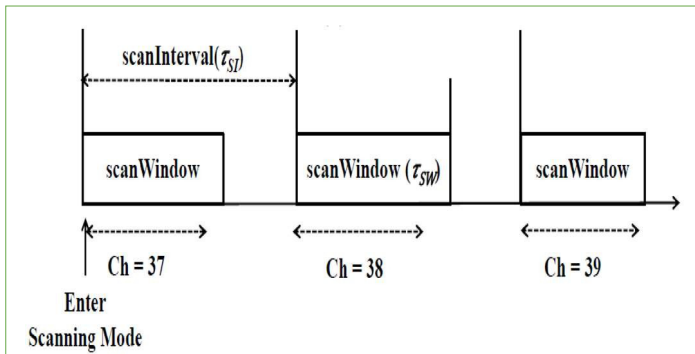 scanInterval(τSI)
scanWindow
scanWindow (τSW)
scanWindow
Ch = 37
Ch = 38
Ch = 39
Enter
Scanning Mode